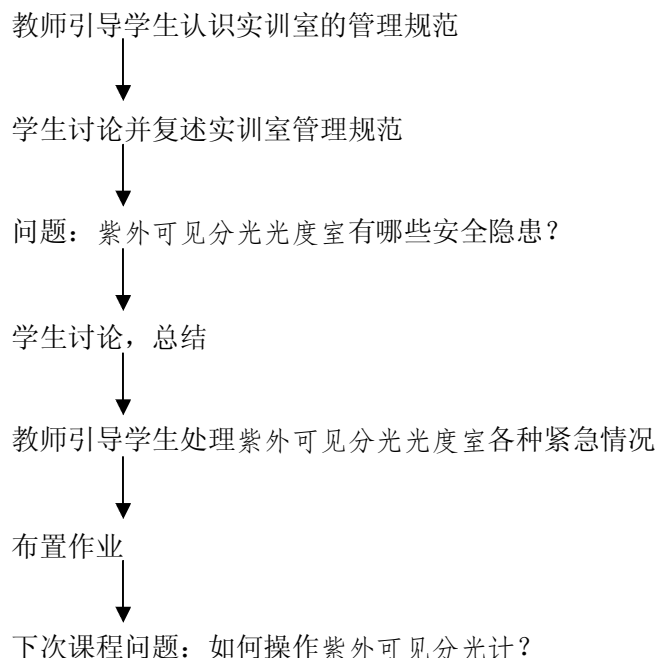 教师引导学生认识实训室的管理规范
学生讨论并复述实训室管理规范
问题：紫外可见分光光度室有哪些安全隐患？
学生讨论，总结
教师引导学生处理紫外可见分光光度室各种紧急情况
布置作业
下次课程问题：如何操作紫外可见分光计？